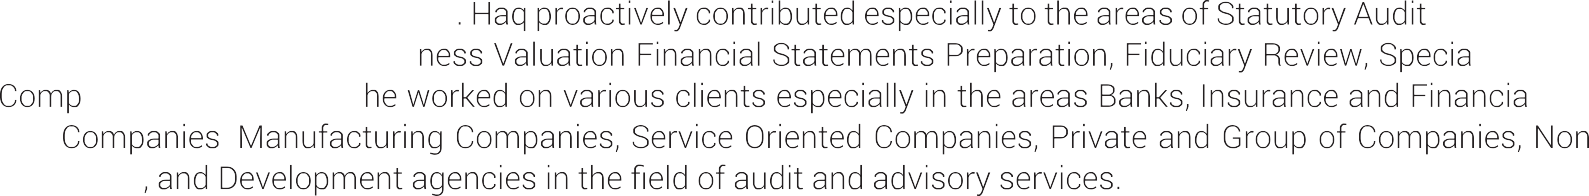 . Haq proactively contributed especially to the areas of Statutory Audit
ness Valuation Financial Statements Preparation, Fiduciary Review, Specia
Comp he worked on various clients especially in the areas Banks, Insurance and Financia
Companies Manufacturing Companies, Service Oriented Companies, Private and Group of Companies, Non
, and Development agencies in the field of audit and advisory services.